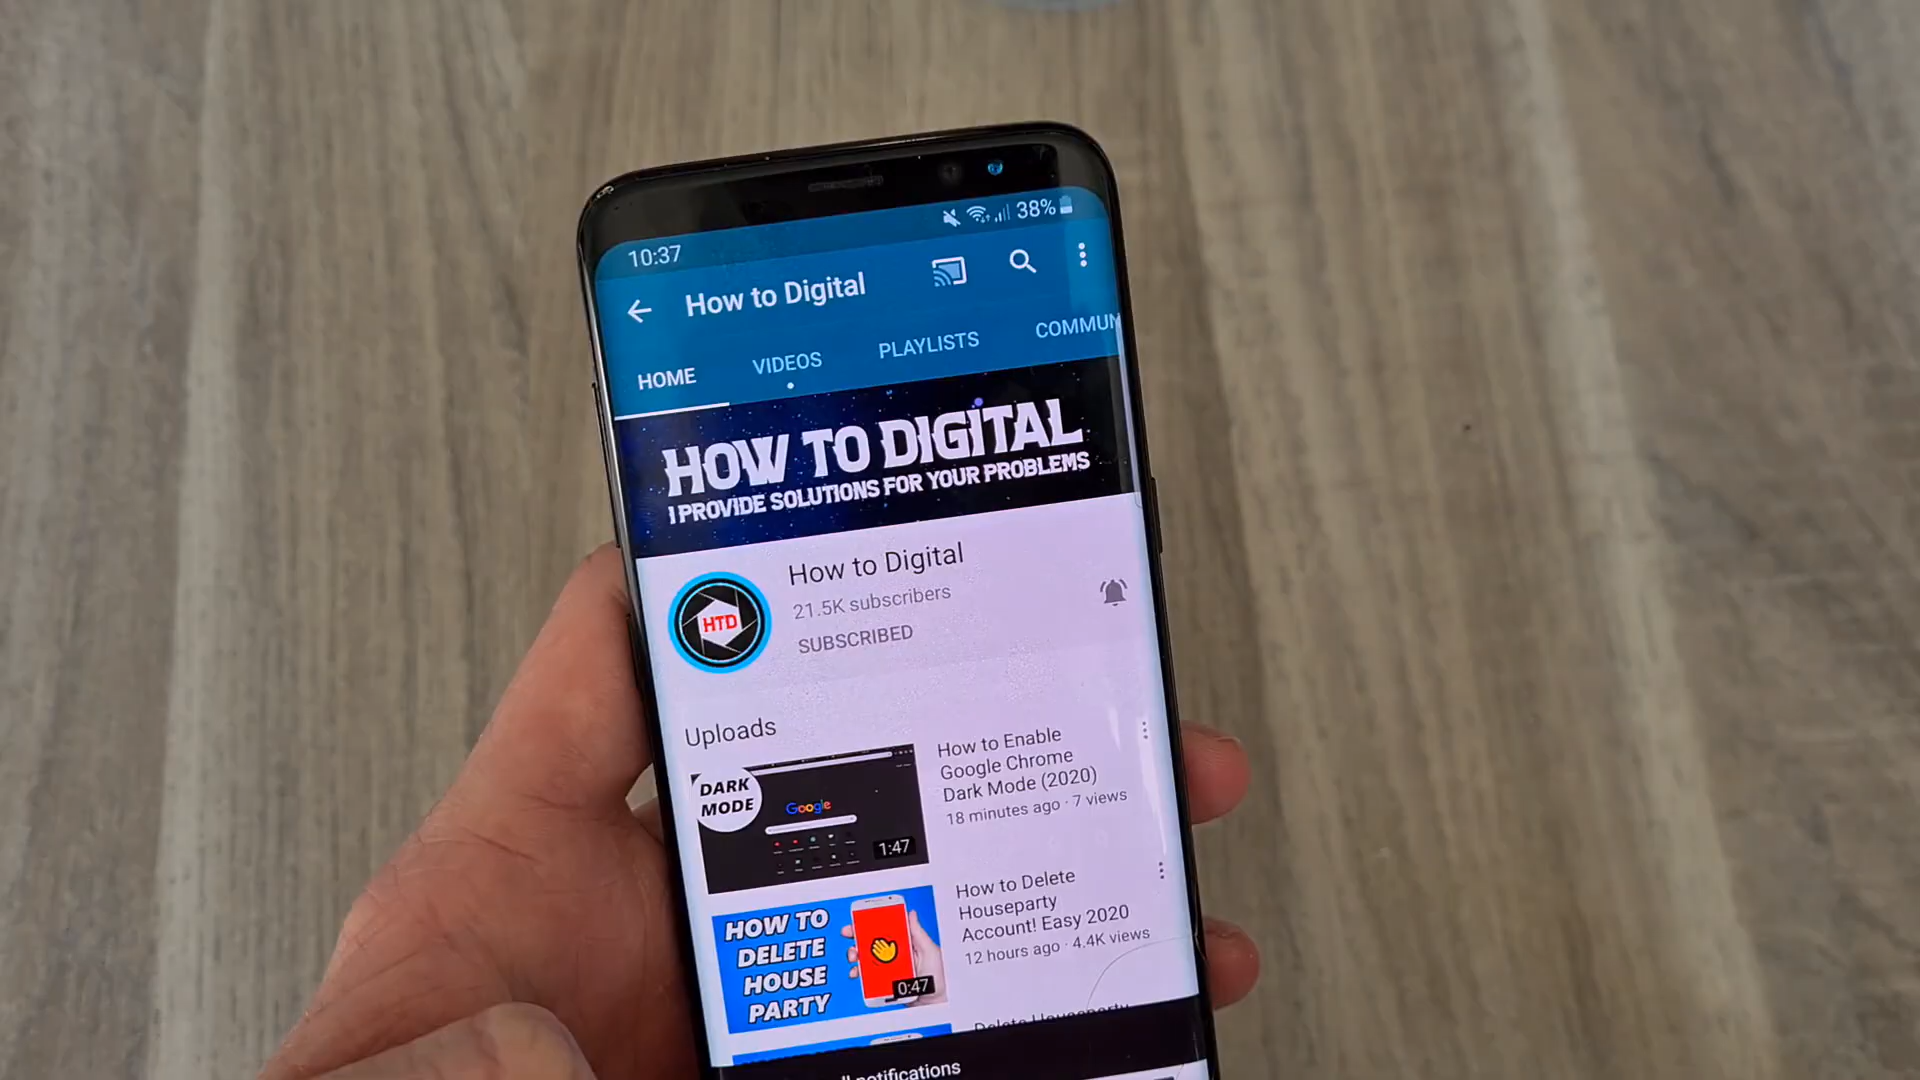 10:37
38%
How to Digital
HOME
VIDEOS
PLAYLISTS
COMMUN
HOW TO DIGITAL
I PROVIDE SOLUTIONS FOR YOUR PROBLEMS
HTD
How to Digital
21.5K subscribers
SUBSCRIBED
Uploads
DARK
MODE
Google
1:47
How to Enable
Google Chrome
Dark Mode (2020)
18 minutes ago · 7 views
HOW TO
DELETE
HOUSE
PARTY
0:47
How to Delete
Houseparty
Account! Easy 2020
12 hours ago · 4.4K views
Delete Houseparty
notifications